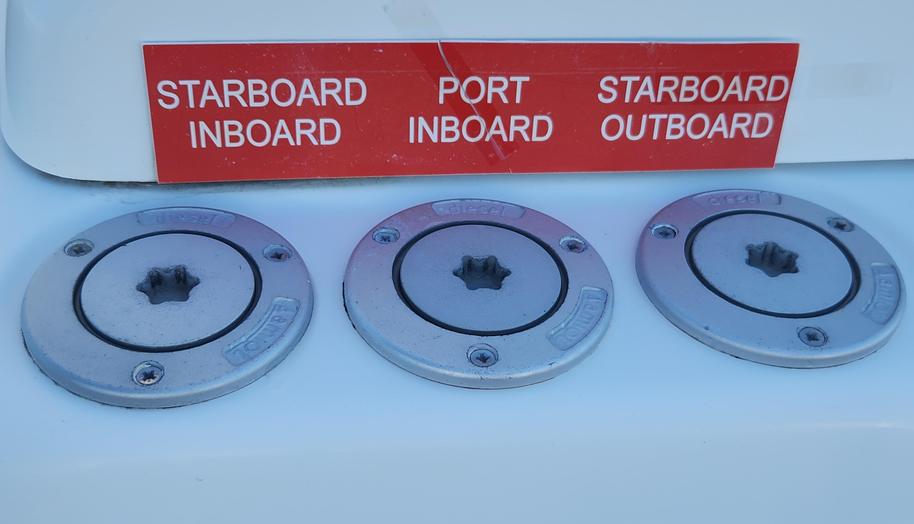 STARBOARD
INBOARD
PORT
INBOARD
STARBOARD
OUTBOARD
diesel
diesel
diesel